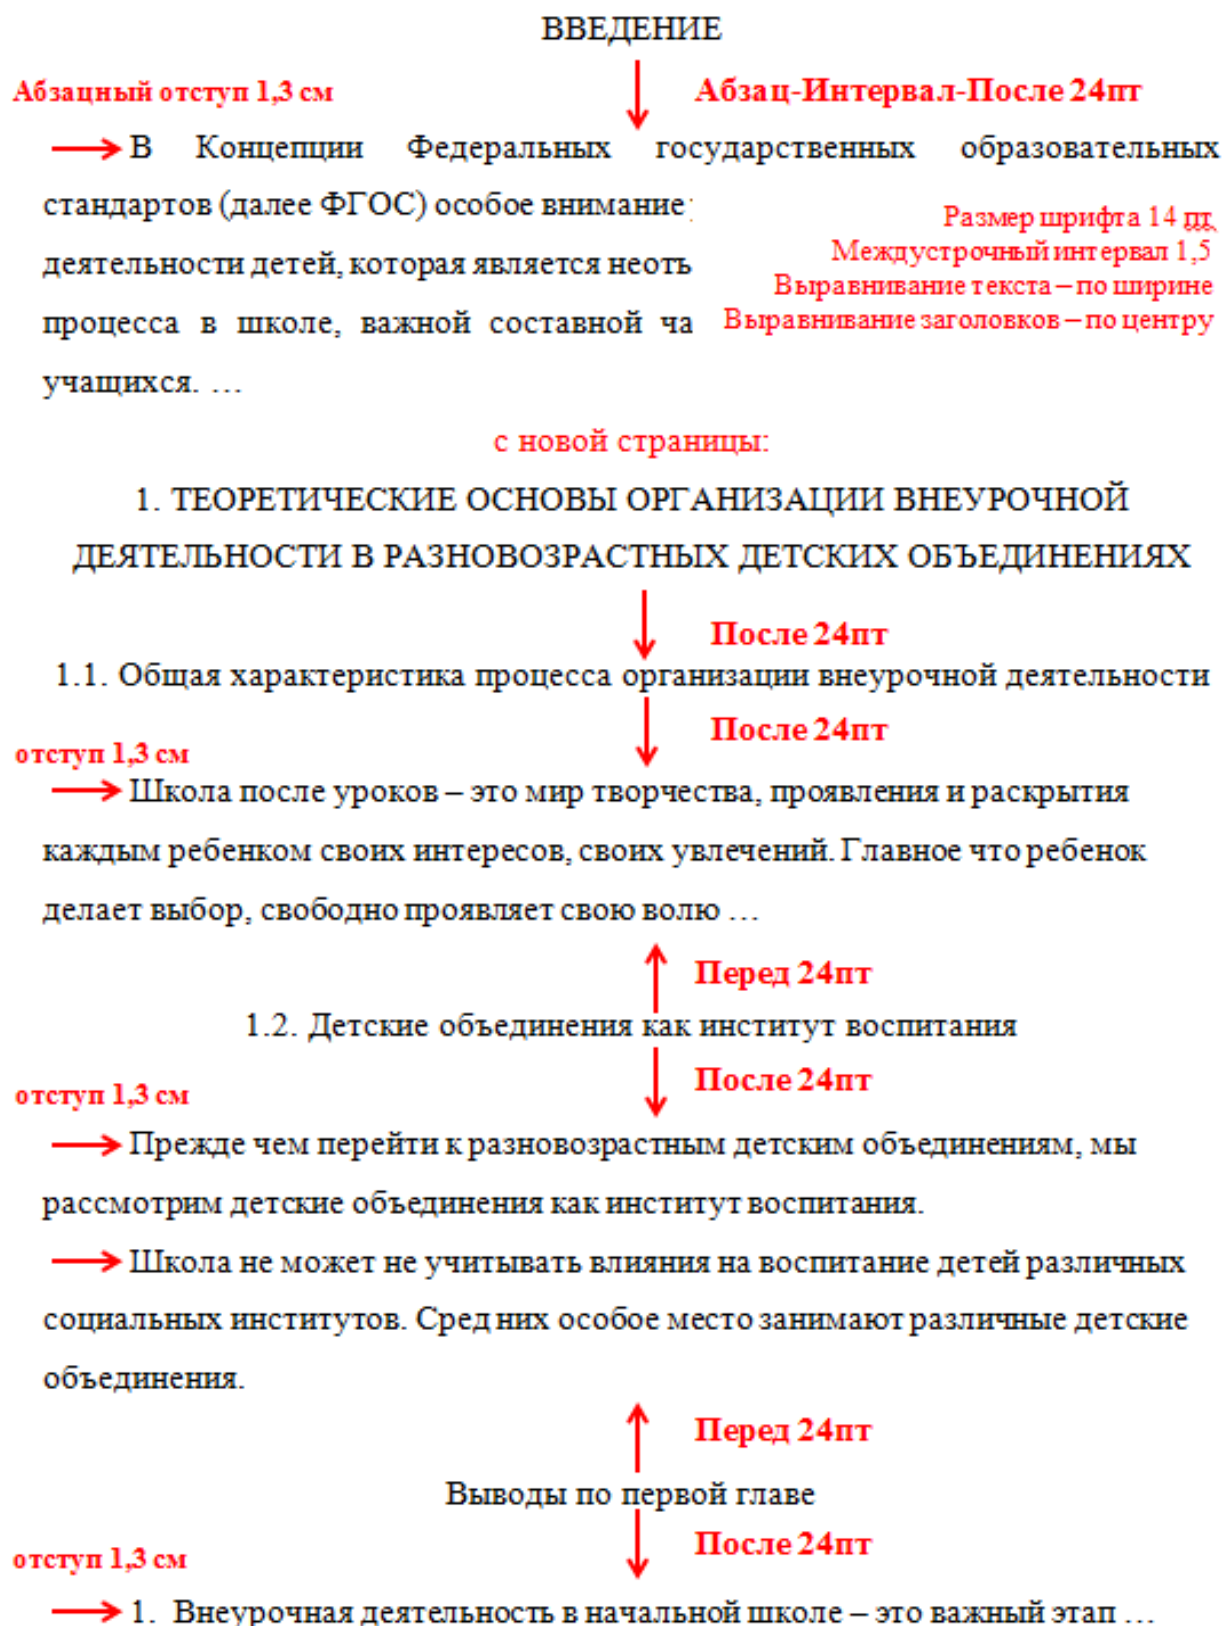 ВВЕДЕНИЕ
Абзацный отступ 1,3 см
Абзац-Интервал-После 24пт
В Концепции Федеральных государственных образовательных
стандартов (далее ФГОС) особое внимание
Размер шрифта 14 пт
Междустрочный интервал 1,5
деятельности детей, которая является неотъ
Выравнивание текста – по ширине
процесса в школе, важной составной ча
Выравнивание заголовков – по центру
учащихся. …
с новой страницы:
1. ТЕОРЕТИЧЕСКИЕ ОСНОВЫ ОРГАНИЗАЦИИ ВНЕУРОЧНОЙ
ДЕЯТЕЛЬНОСТИ В РАЗНОВОЗРАСТНЫХ ДЕТСКИХ ОБЪЕДИНЕНИЯХ
После 24пт
1.1. Общая характеристика процесса организации внеурочной деятельности
После 24пт
отступ 1,3 см
Школа после уроков – это мир творчества, проявления и раскрытия
каждым ребенком своих интересов, своих увлечений. Главное что ребенок
делает выбор, свободно проявляет свою волю …
Перед 24пт
1.2. Детские объединения как институт воспитания
После 24пт
отступ 1,3 см
Прежде чем перейти к разновозрастным детским объединениям, мы
рассмотрим детские объединения как институт воспитания.
Школа не может не учитывать влияния на воспитание детей различных
социальных институтов. Сред них особое место занимают различные детские
объединения.
Перед 24пт
Выводы по первой главе
После 24пт
отступ 1,3 см
1. Внеурочная деятельность в начальной школе – это важный этап …